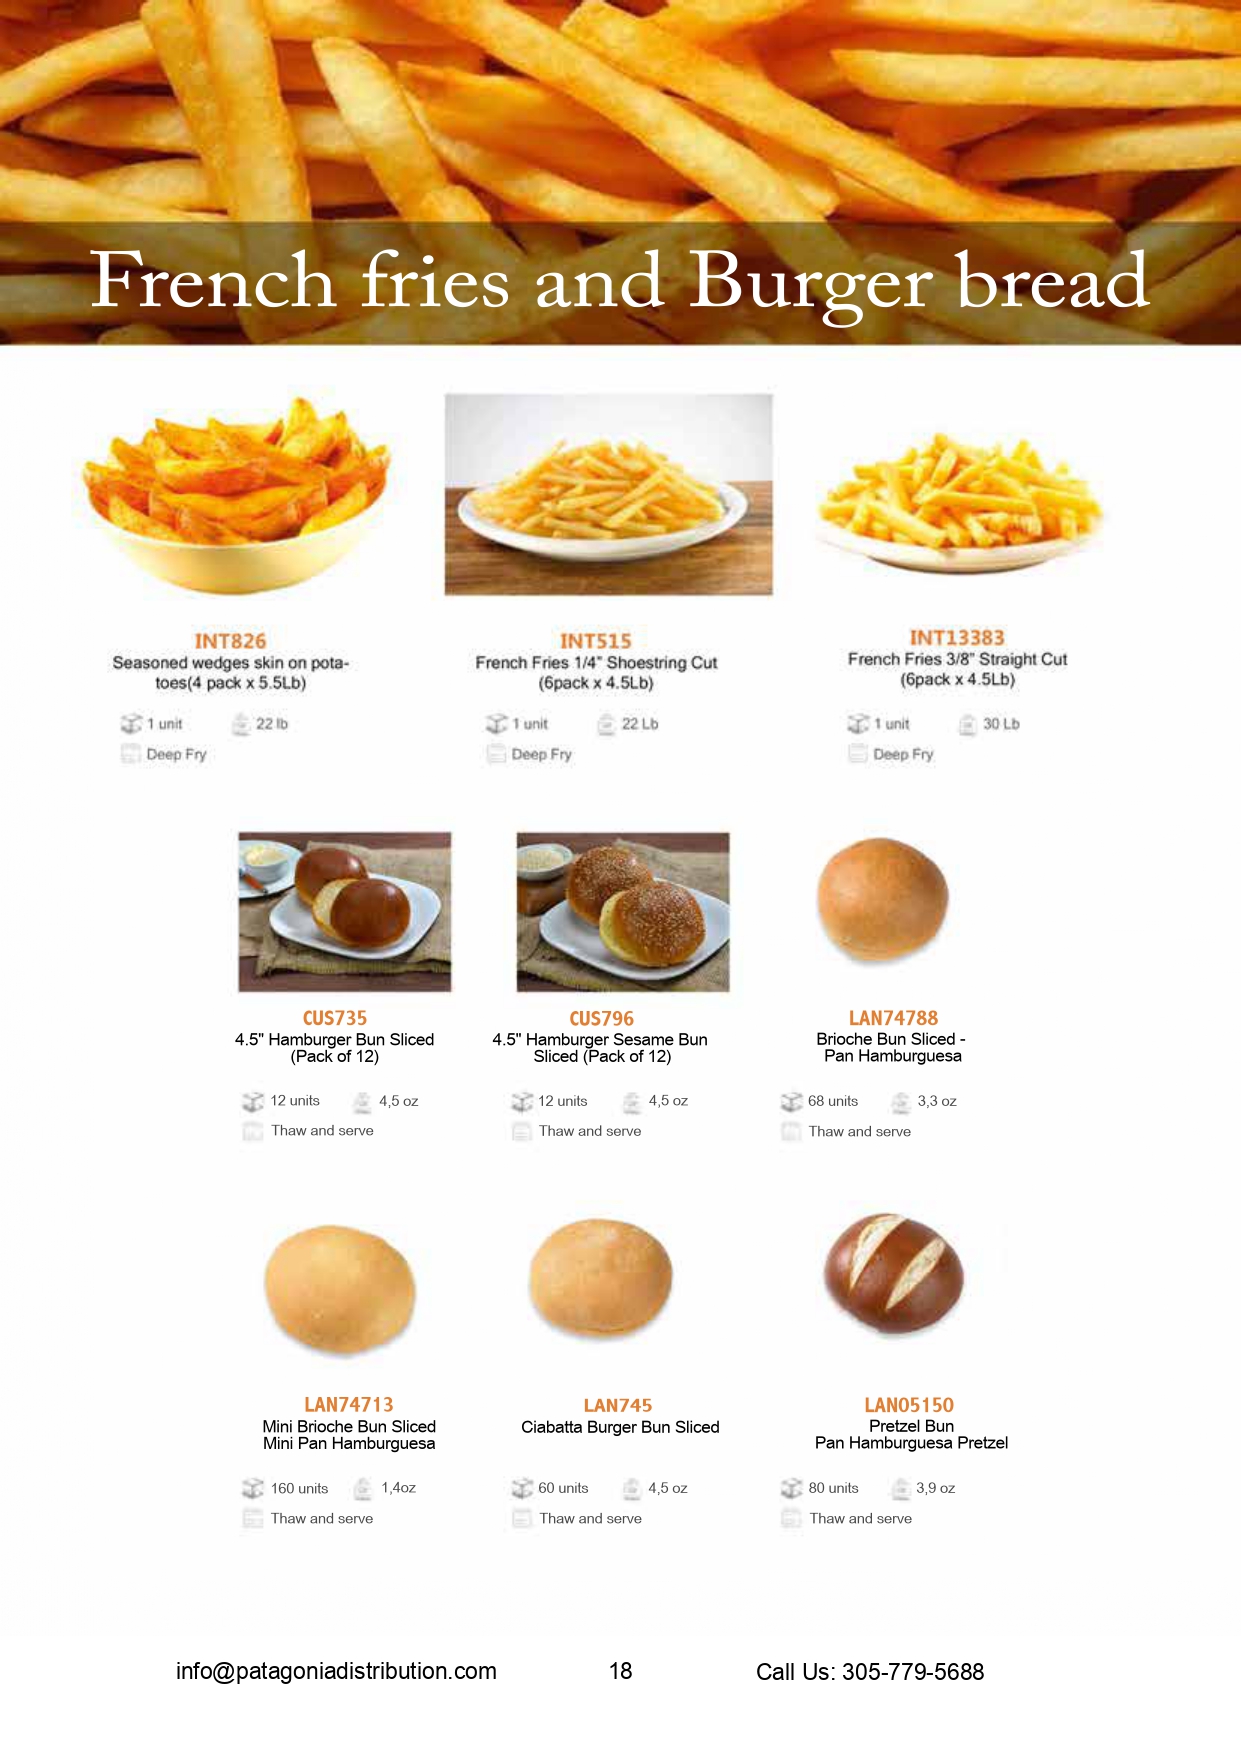 French fries and Burger bread
INT826
Seasoned wedges skin on pota-
toes(4 pack x 5.5Lb)
1 unit 22 lb
Deep Fry
INT515
French Fries 1/4" Shoestring Cut
(6pack x 4.5Lb)
1 unit 22 Lb
Deep Fry
INT13383
French Fries 3/8" Straight Cut
(6pack x 4.5Lb)
1 unit 30 Lb
Deep Fry
CUS735
4.5" Hamburger Bun Sliced
(Pack of 12)
12 units 4,5 oz
Thaw and serve
CUS796
4.5" Hamburger Sesame Bun
Sliced (Pack of 12)
12 units 4,5 oz
Thaw and serve
LAN74788
Brioche Bun Sliced -
Pan Hamburguesa
68 units 3,3 oz
Thaw and serve
LAN74713
Mini Brioche Bun Sliced
Mini Pan Hamburguesa
160 units 1,4oz
Thaw and serve
LAN745
Ciabatta Burger Bun Sliced
60 units 4,5 oz
Thaw and serve
LAN05150
Pretzel Bun
Pan Hamburguesa Pretzel
80 units 3,9 oz
Thaw and serve
info@patagoniadistribution.com 18 Call Us: 305-779-5688